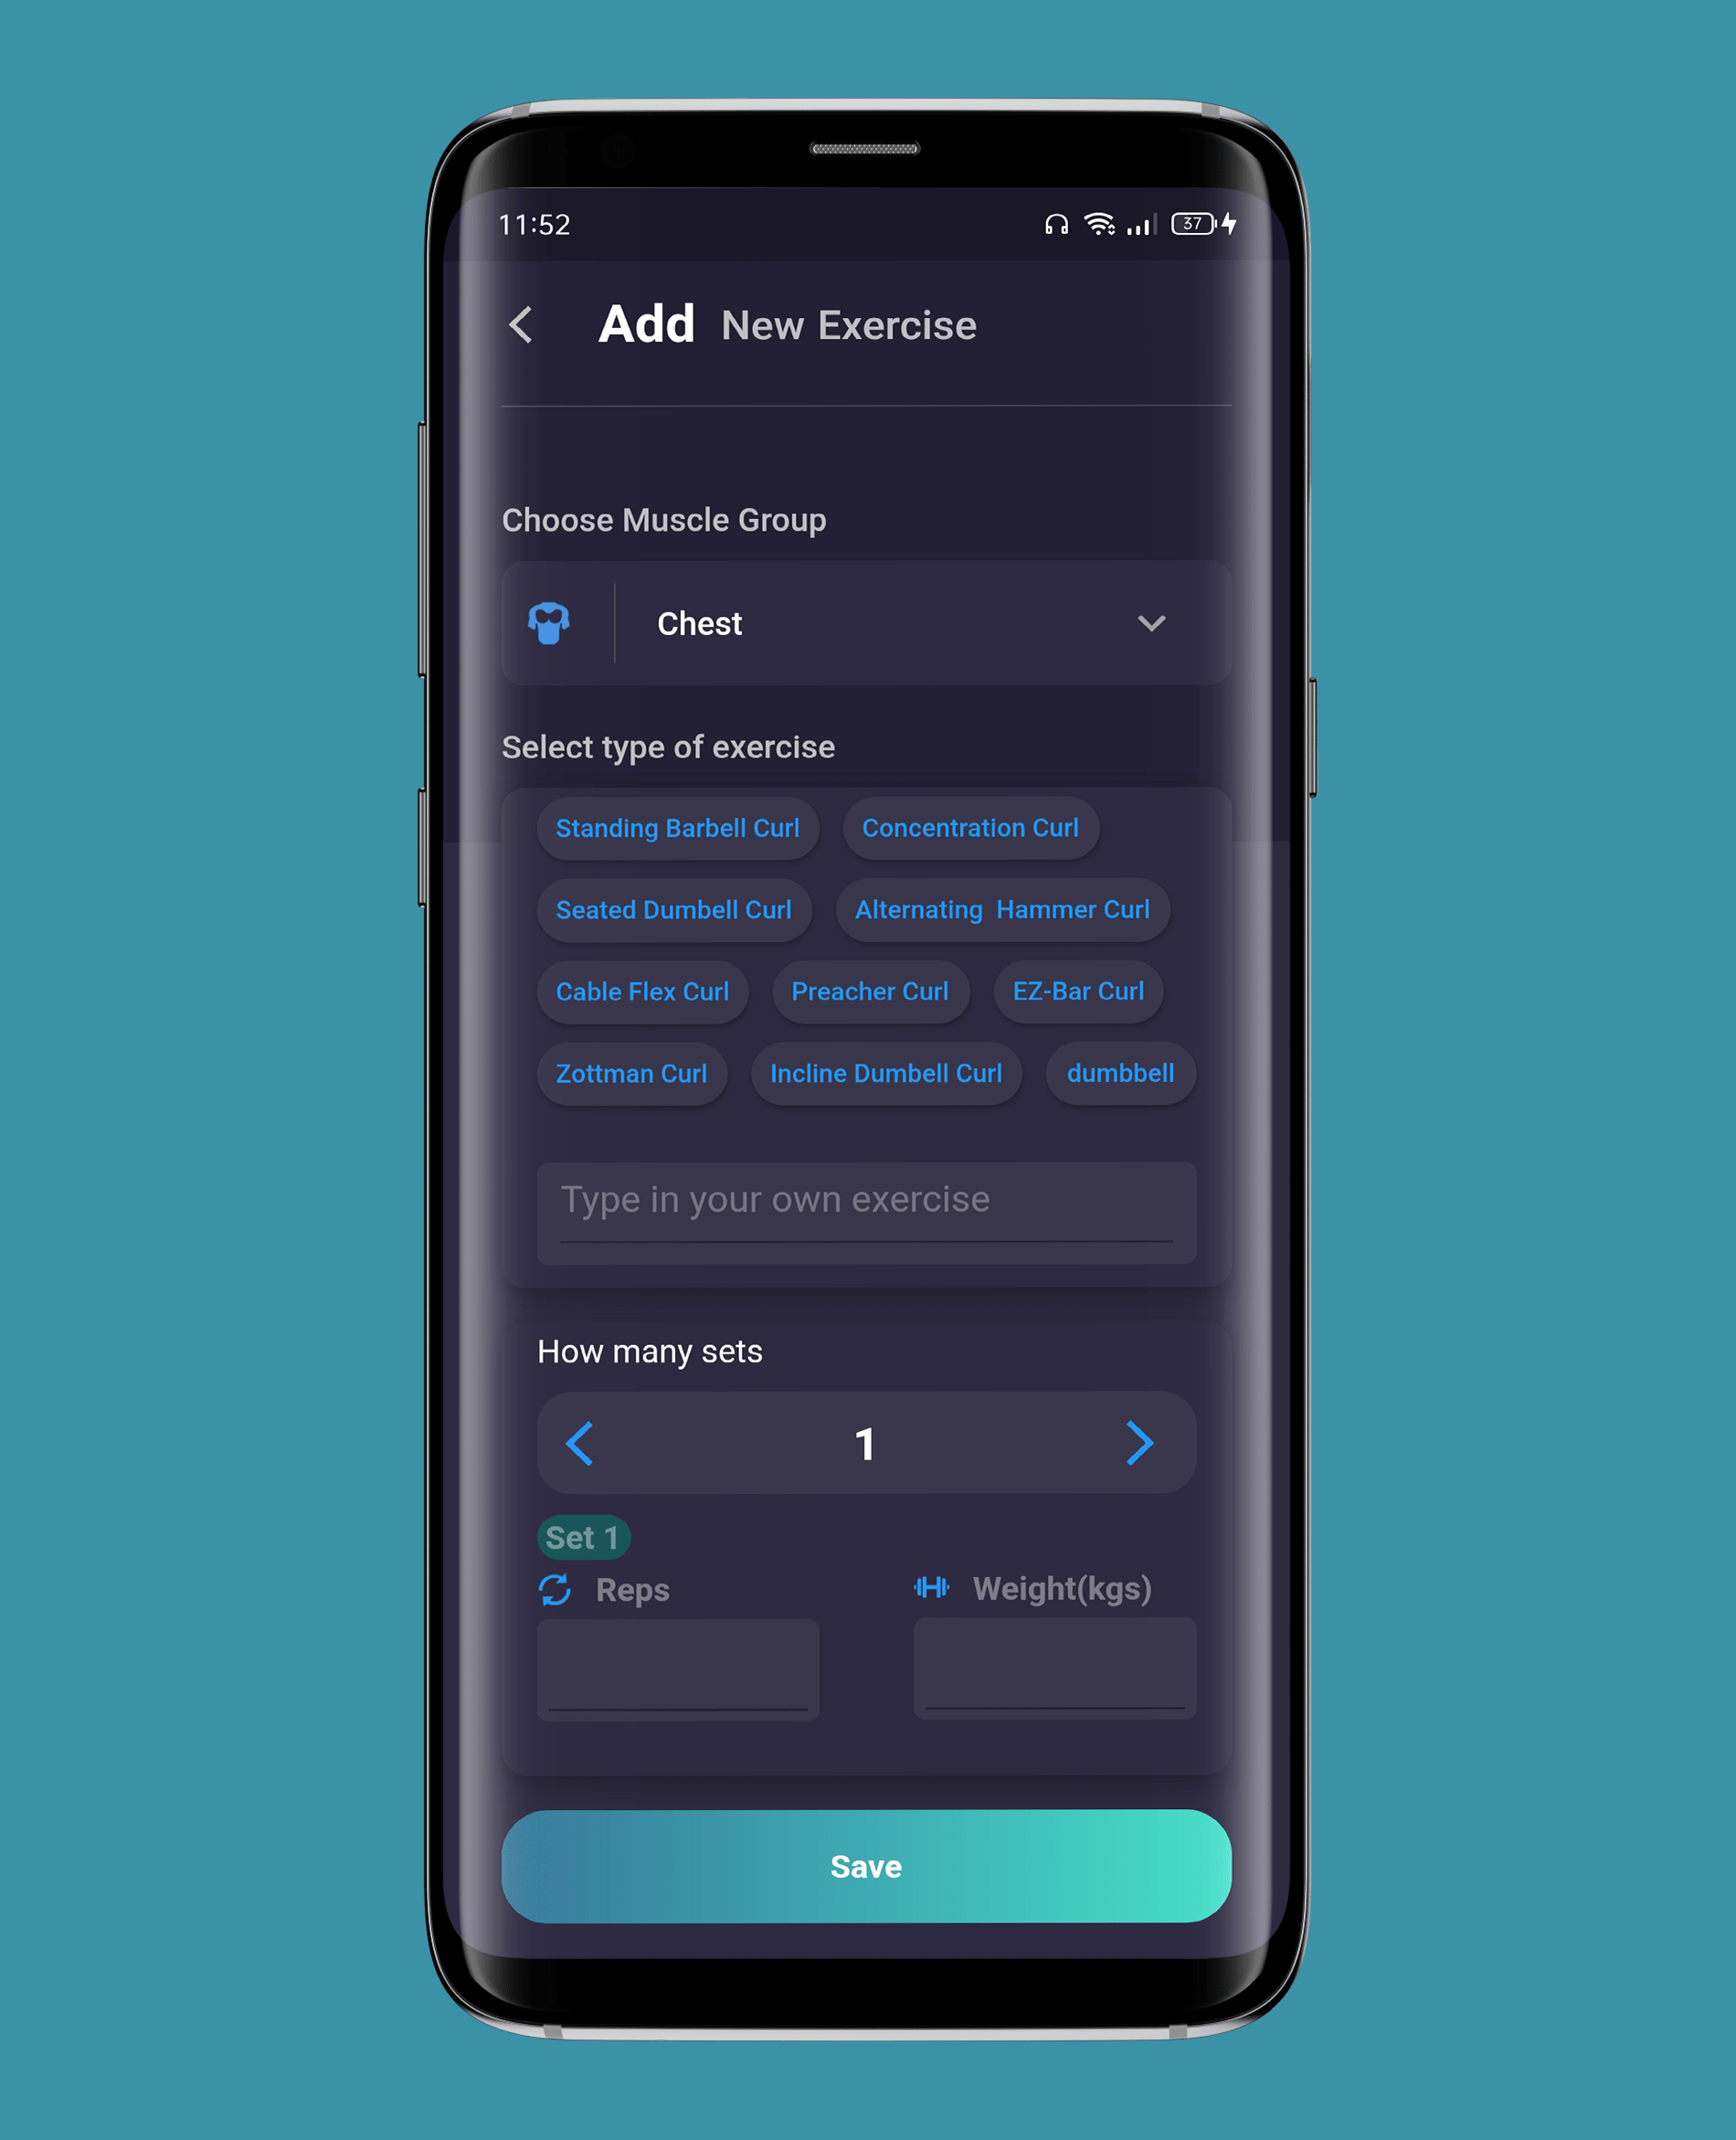 11:52 37
Add New Exercise
Choose Muscle Group
Chest
Select type of exercise
Standing Barbell Curl Concentration Curl
Seated Dumbell Curl Alternating  Hammer Curl
Cable Flex Curl Preacher Curl EZ-Bar Curl
Zottman Curl Incline Dumbell Curl dumbbell
Type in your own exercise
How many sets
1
Set 1
Reps Weight(kgs)
Save